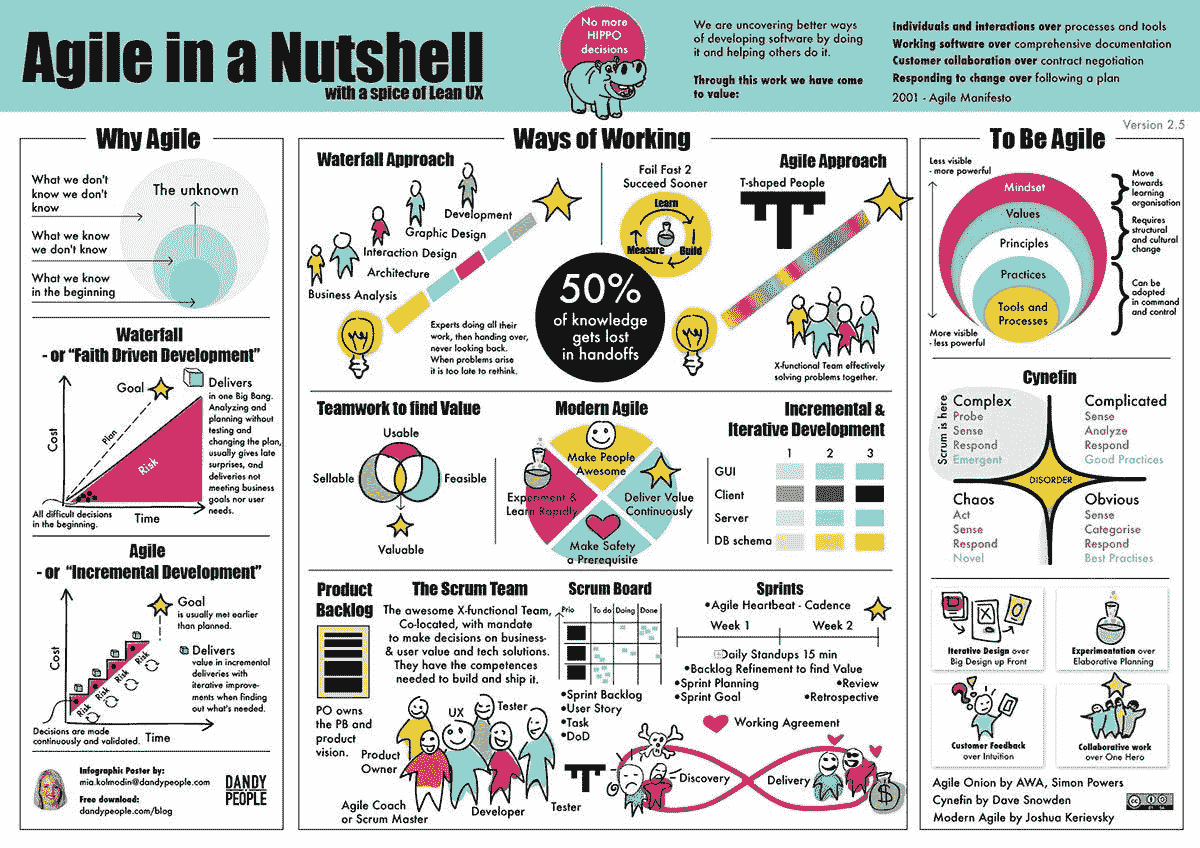 Agile in a Nutshell
with a spice of Lean UX
No more
HIPPO
decisions
We are uncovering better ways
of developing software by doing
it and helping others do it.
Through this work we have come
to value:
Individuals and interactions over processes and tools
Working software over comprehensive documentation
Customer collaboration over contract negotiation
Responding to change over following a plan
2001 - Agile Manifesto
Version 2.5
Why Agile
What we don't
know we don't
know
What we know
we don't know
What we know
in the beginning
The unknown
Waterfall
- or “Faith Driven Development”
Goal
Plan
Cost
Risk
Time
All difficult decisions
in the beginning.
Delivers
in one Big Bang.
Analyzing and
planning without
testing and
changing the plan,
usually gives late
surprises, and
deliveries not
meeting business
goals nor user
needs.
Agile
- or “Incremental Development”
Goal
is usually met earlier
than planned.
Cost
Risk
Risk
Risk
Risk
Delivers
value in incremental
deliveries with
iterative improve-
ments when finding
out what's needed.
Decisions are made
continuously and validated.
Time
Infographic Poster by:
mia.kolmodin@dandypeople.com
Free download:
dandypeople.com/blog
DANDY
PEOPLE
Ways of Working
Waterfall Approach
Development
Graphic Design
Interaction Design
Architecture
Business Analysis
Experts doing all their
work, then handing over,
never looking back.
When problems arise
it is too late to rethink.
Fail Fast 2
Succeed Sooner
Learn
Measure
Build
50%
of knowledge
gets lost
in handoffs
Agile Approach
T-shaped People
X-functional Team effectively
solving problems together.
Teamwork to find Value
Usable
Sellable
Feasible
Valuable
Modern Agile
Make People
Awesome
Experiment &
Learn Rapidly
Deliver Value
Continuously
Make Safety
a Prerequisite
Incremental &
Iterative Development
1 2 3
GUI
Client
Server
DB schema
Product
Backlog
PO owns
the PB and
product
vision.
The Scrum Team
The awesome X-functional Team,
Co-located, with mandate
to make decisions on business-
& user value and tech solutions.
They have the competences
needed to build and ship it.
UX
Tester
Product
Owner
Agile Coach
or Scrum Master
Developer
Tester
Scrum Board
Prio
To do Doing Done
•Sprint Backlog
•User Story
•Task
•DoD
Sprints
•Agile Heartbeat - Cadence
Week 1 Week 2
Daily Standups 15 min
•Backlog Refinement to find Value
•Sprint Planning
•Review
•Sprint Goal
•Retrospective
Working Agreement
Discovery
Delivery
$
To Be Agile
Less visible
- more powerful
Mindset
Values
Principles
Practices
Tools and
Processes
More visible
- less powerful
Move
towards
learning
organisation
Requires
structural
and cultural
change
Can be
adopted
in command
and control
Cynefin
Scrum is here
Complex
Probe
Sense
Respond
Emergent
Complicated
Sense
Analyze
Respond
Good Practices
DISORDER
Chaos
Act
Sense
Respond
Novel
Obvious
Sense
Categorise
Respond
Best Practises
Iterative Design over
Big Design up Front
Experimentation over
Elaborative Planning
Customer Feedback
over Intuition
Collaborative work
over One Hero
Agile Onion by AWA, Simon Powers
Cynefin by Dave Snowden
Modern Agile by Joshua Kerievsky
cc
BY SA